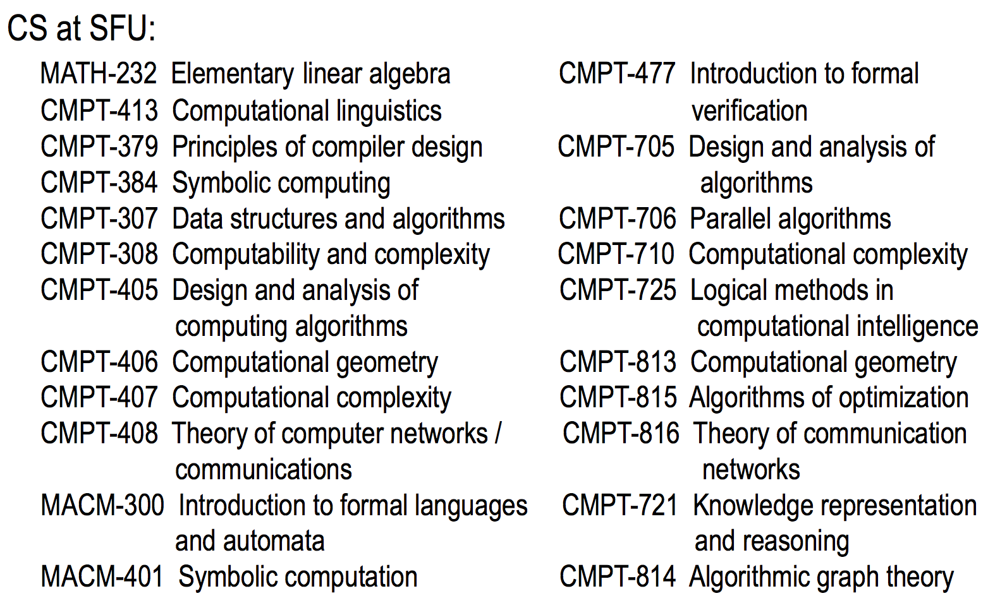 CS at SFU:
MATH-232 Elementary linear algebra
CMPT-413 Computational linguistics
CMPT-379 Principles of compiler design
CMPT-384 Symbolic computing
CMPT-307 Data structures and algorithms
CMPT-308 Computability and complexity
CMPT-405 Design and analysis of
computing algorithms
CMPT-406 Computational geometry
CMPT-407 Computational complexity
CMPT-408 Theory of computer networks /
communications
MACM-300 Introduction to formal languages
and automata
MACM-401 Symbolic computation
CMPT-477 Introduction to formal
verification
CMPT-705 Design and analysis of
algorithms
CMPT-706 Parallel algorithms
CMPT-710 Computational complexity
CMPT-725 Logical methods in
computational intelligence
CMPT-813 Computational geometry
CMPT-815 Algorithms of optimization
CMPT-816 Theory of communication
networks
CMPT-721 Knowledge representation
and reasoning
CMPT-814 Algorithmic graph theory